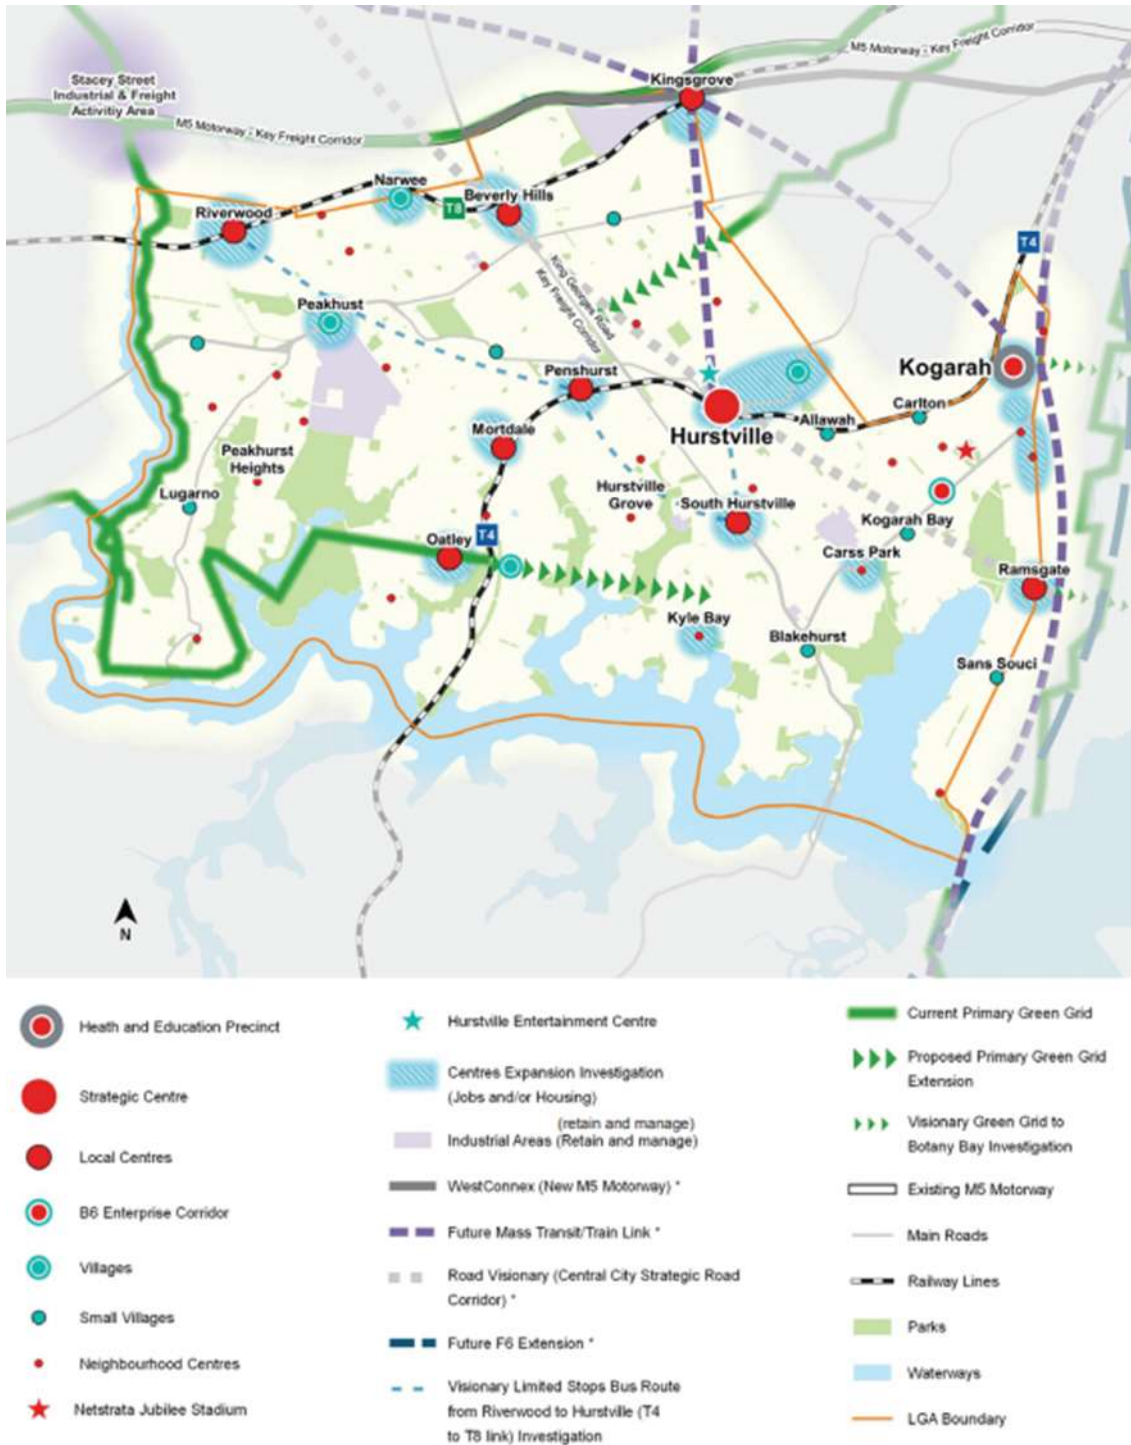 M5 Motorway - Key Freight Corridor
Kingsgrove
Stacey Street
Industrial & Freight
Activitiy Area
M5 Motorway - Key Freight Corridor
Narwee
Beverly Hills
T8
Riverwood
T4
King Georges Road
Key Freight Corridor
Peakhust
Penshurst
Kogarah
Carlton
Allawah
Hurstville
Mortdale
Peakhurst
Heights
Lugarno
Hurstville
Grove
South Hurstville
Kogarah Bay
T4
Oatley
Carss Park
Ramsgate
Kyle Bay
Blakehurst
Sans Souci
N
Heath and Education Precinct
Strategic Centre
Local Centres
B6 Enterprise Corridor
Villages
Small Villages
Neighbourhood Centres
Netstrata Jubilee Stadium
Hurstville Entertainment Centre
Centres Expansion Investigation
(Jobs and/or Housing)
(retain and manage)
Industrial Areas (Retain and manage)
WestConnex (New M5 Motorway) *
Future Mass Transit/Train Link *
Road Visionary (Central City Strategic Road
Corridor) *
Future F6 Extension *
Visionary Limited Stops Bus Route
from Riverwood to Hurstville (T4
to T8 link) Investigation
Current Primary Green Grid
Proposed Primary Green Grid
Extension
Visionary Green Grid to
Botany Bay Investigation
Existing M5 Motorway
Main Roads
Railway Lines
Parks
Waterways
LGA Boundary